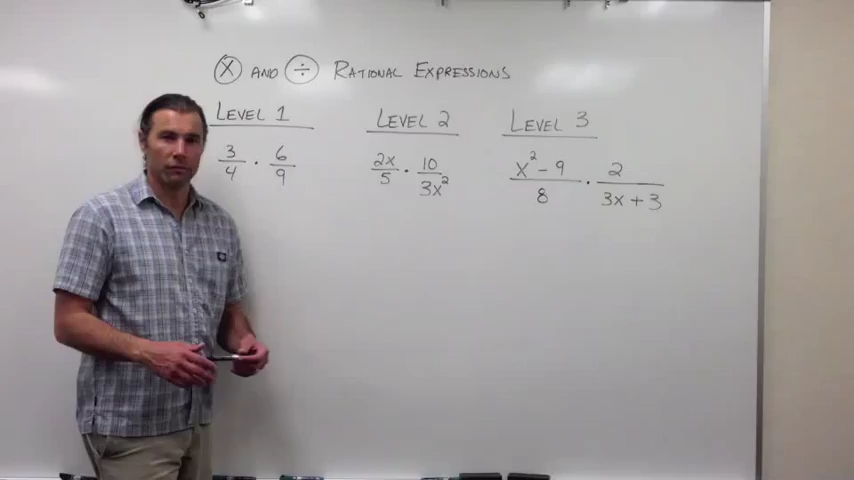 × AND ÷ RATIONAL EXPRESSIONS
LEVEL 1
3/4 · 6/9
LEVEL 2
2x/5 · 10/3x²
LEVEL 3
x² - 9/8 · 2/3x + 3